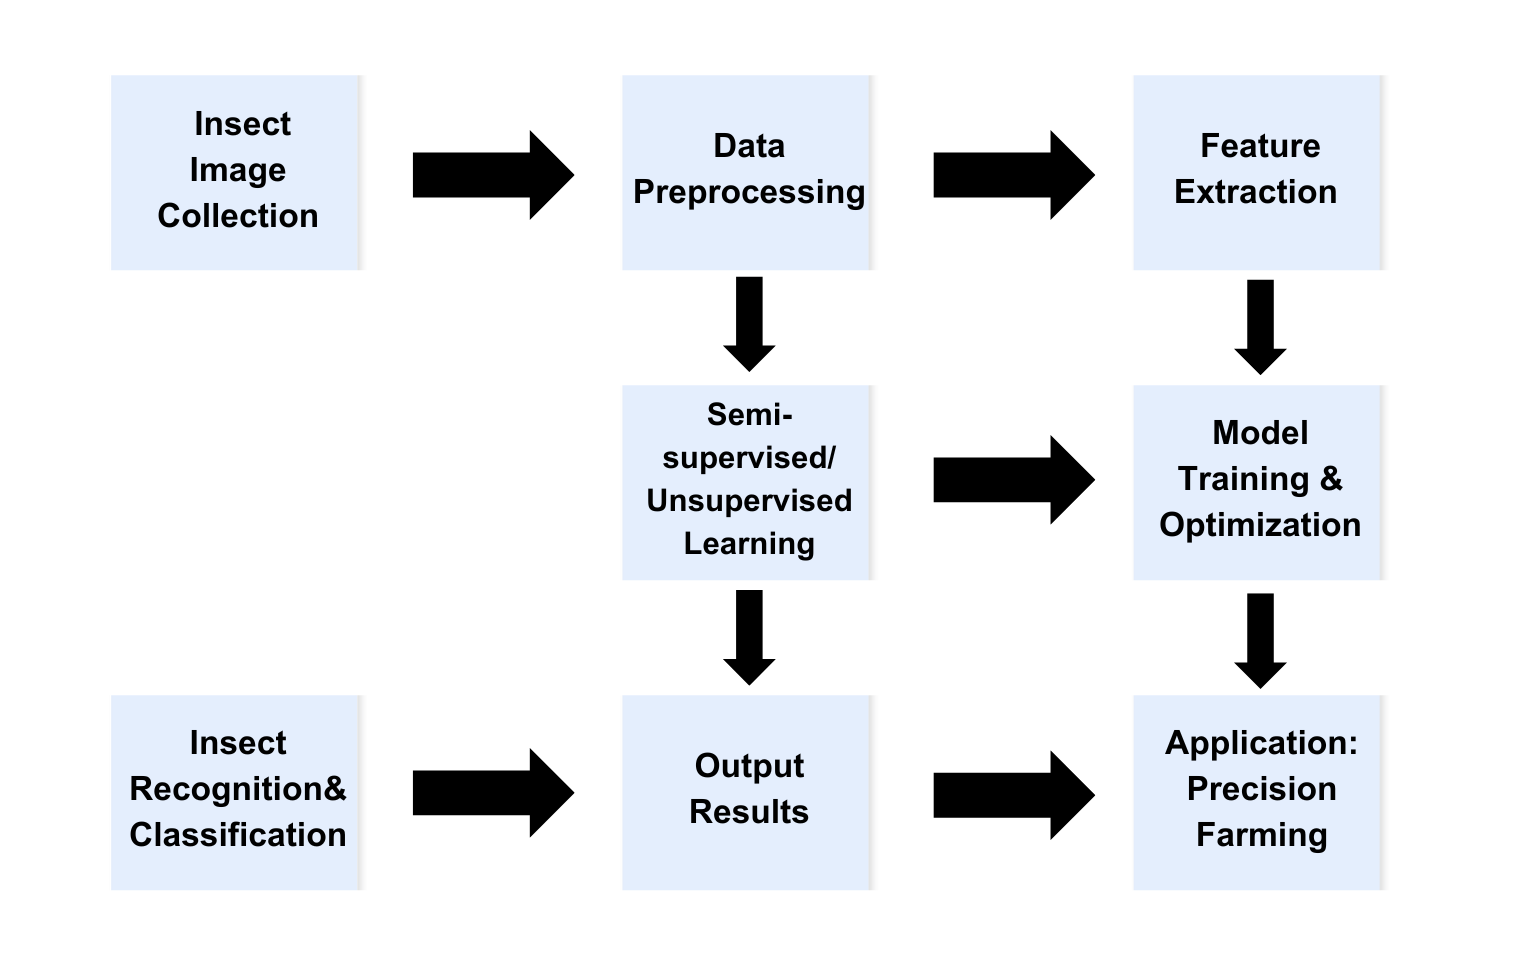 Insect
Image
Collection
Data
Preprocessing
Feature
Extraction
Semi-
supervised/
Unsupervised
Learning
Model
Training &
Optimization
Insect
Recognition&
Classification
Output
Results
Application:
Precision
Farming